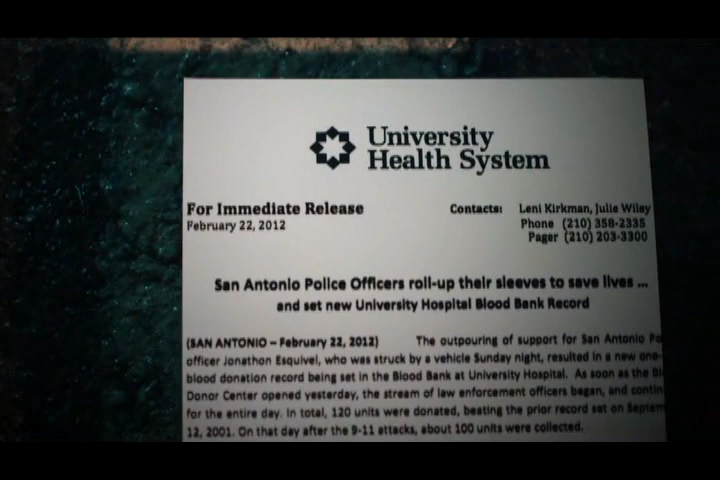 University
Health System
For Immediate Release
February 22, 2012
Contacts: Leni Kirkman, Julie Wiley
Phone (210) 358-2335
Pager (210) 203-3300
San Antonio Police Officers roll-up their sleeves to save lives ...
and set new University Hospital Blood Bank Record
(SAN ANTONIO – February 22, 2012) The outpouring of support for San Antonio Po
officer Jonathon Esquivel, who was struck by a vehicle Sunday night, resulted in a new one-
blood donation record being set in the Blood Bank at University Hospital. As soon as the Bl
Donor Center opened yesterday, the stream of law enforcement officers began, and contin
for the entire day. In total, 120 units were donated, beating the prior record set on Septem
12, 2001. On that day after the 9-11 attacks, about 100 units were collected.